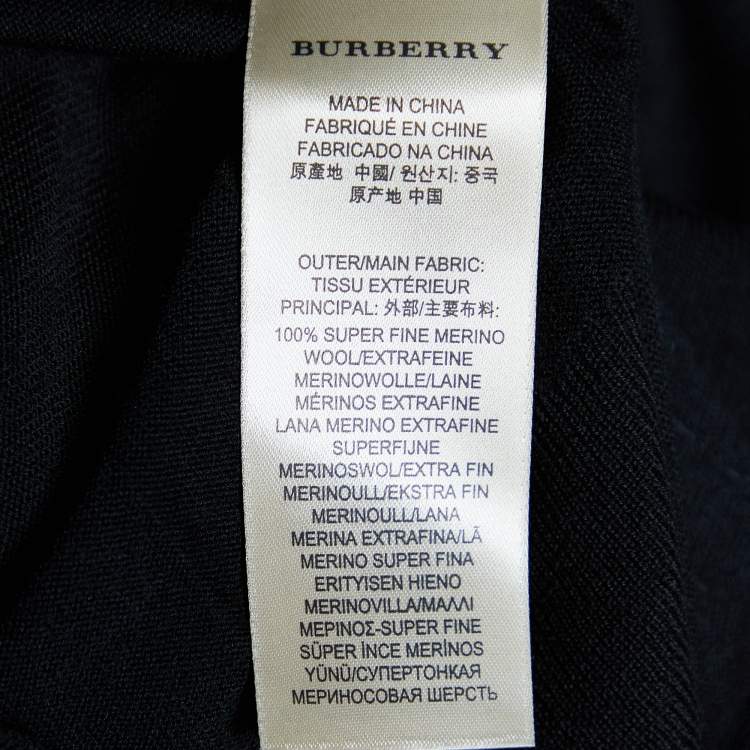 BURBERRY
MADE IN CHINA
FABRIQUÉ EN CHINE
FABRICADO NA CHINA
原產地 中國/ 원산지: 중국
原产地 中国
OUTER/MAIN FABRIC:
TISSU EXTÉRIEUR
PRINCIPAL: 外部/主要布料:
100% SUPER FINE MERINO
WOOL/EXTRAFEINE
MERINOWOLLE/LAINE
MÉRINOS EXTRAFINE
LANA MERINO EXTRAFINE
SUPERFIJNE
MERINOSWOL/EXTRA FIN
MERINOULL/EKSTRA FIN
MERINOULL/LANA
MERINA EXTRAFINA/LÃ
MERINO SUPER FINA
ERITYISEN HIENO
MERINOVILLA/ΜΑΛΛΙ
ΜΕΡΙΝΟΣ-SUPER FINE
SÜPER İNCE MERİNOS
YÜNÜ/СУПЕРТОНКАЯ
МЕРИНОСОВАЯ ШЕРСТЬ